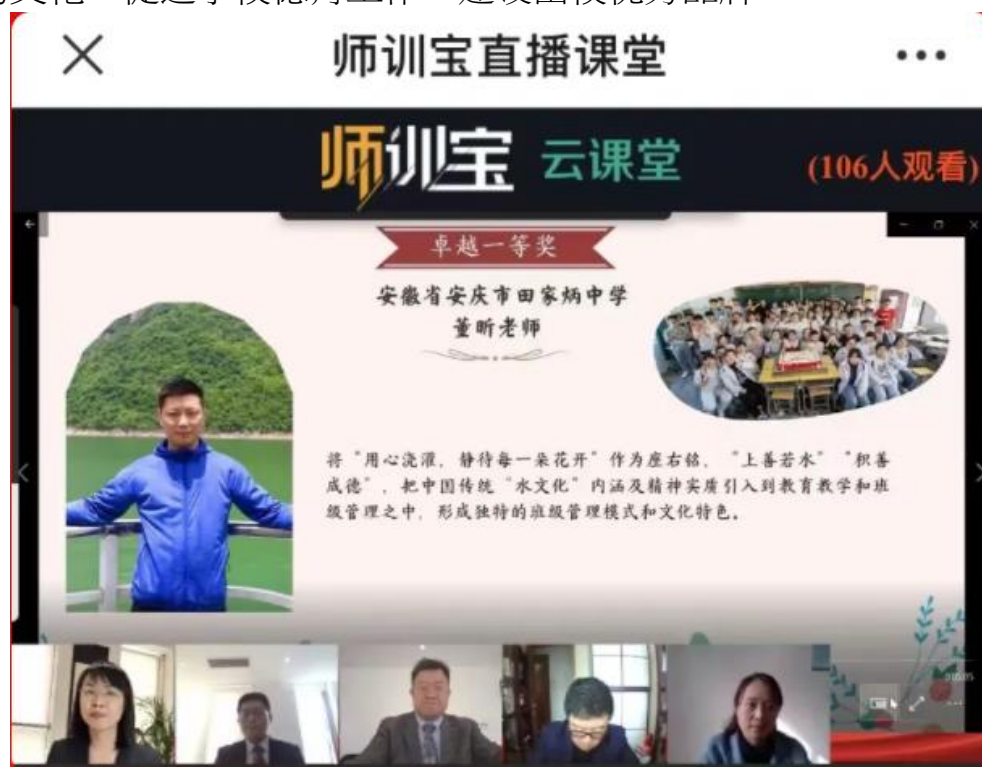 师训宝直播课堂
师训宝 云课堂
(106人观看)
卓越一等奖
安徽省安庆市田家炳中学
董昕老师
将“用心浇灌，静待每一朵花开”作为座右铭，“上善若水”“积善
成德”，把中国传统“水文化”内涵及精神实质引入到教育教学和班
级管理之中，形成独特的班级管理模式和文化特色。